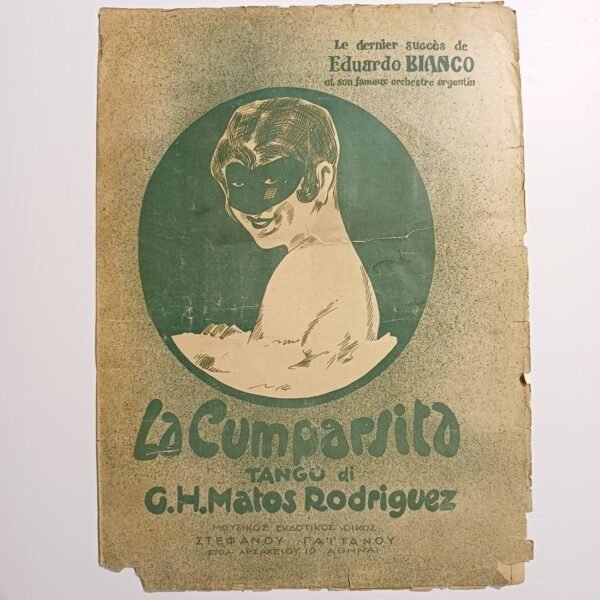 Le dernier succès de
Eduardo BIANCO
et son fameux orchestre argentin
La Cumparsita
TANGO di
G.H. Matos Rodriguez
ΜΟΥΣΙΚΟΣ ΕΚΔΟΤΙΚΟΣ ΟΙΚΟΣ
ΣΤΕΦΑΝΟΥ ΓΑΪΤΑΝΟΥ
ΣΤΟΑ ΑΡΣΑΚΕΙΟΥ 10 ΑΘΗΝΑΙ